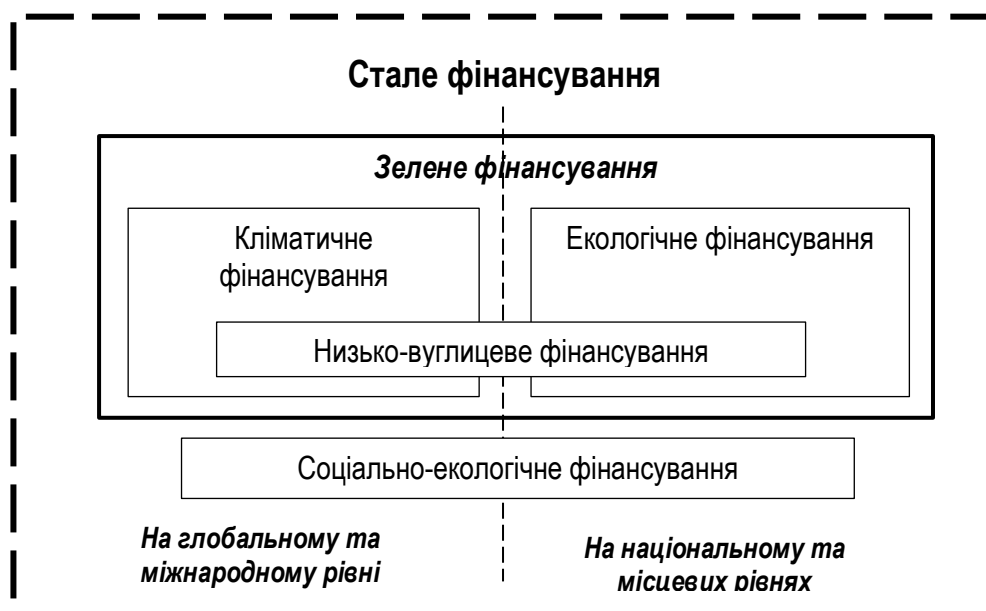 Стале фінансування
Зелене фінансування
Кліматичне
фінансування
Екологічне фінансування
Низько-вуглицеве фінансування
Соціально-екологічне фінансування
На глобальному та
міжнародному рівні
На національному та
місцевих рівнях